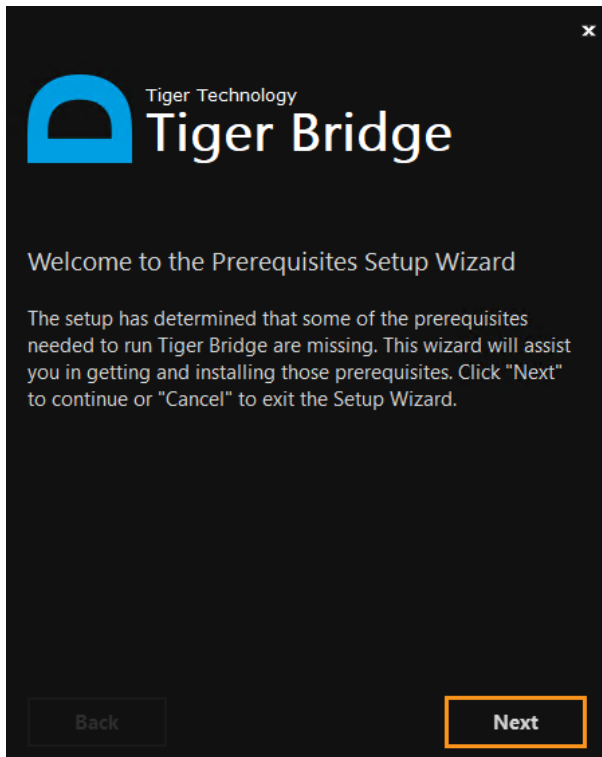 x
Tiger Technology
Tiger Bridge
Welcome to the Prerequisites Setup Wizard
The setup has determined that some of the prerequisites
needed to run Tiger Bridge are missing. This wizard will assist
you in getting and installing those prerequisites. Click "Next"
to continue or "Cancel" to exit the Setup Wizard.
Back
Next